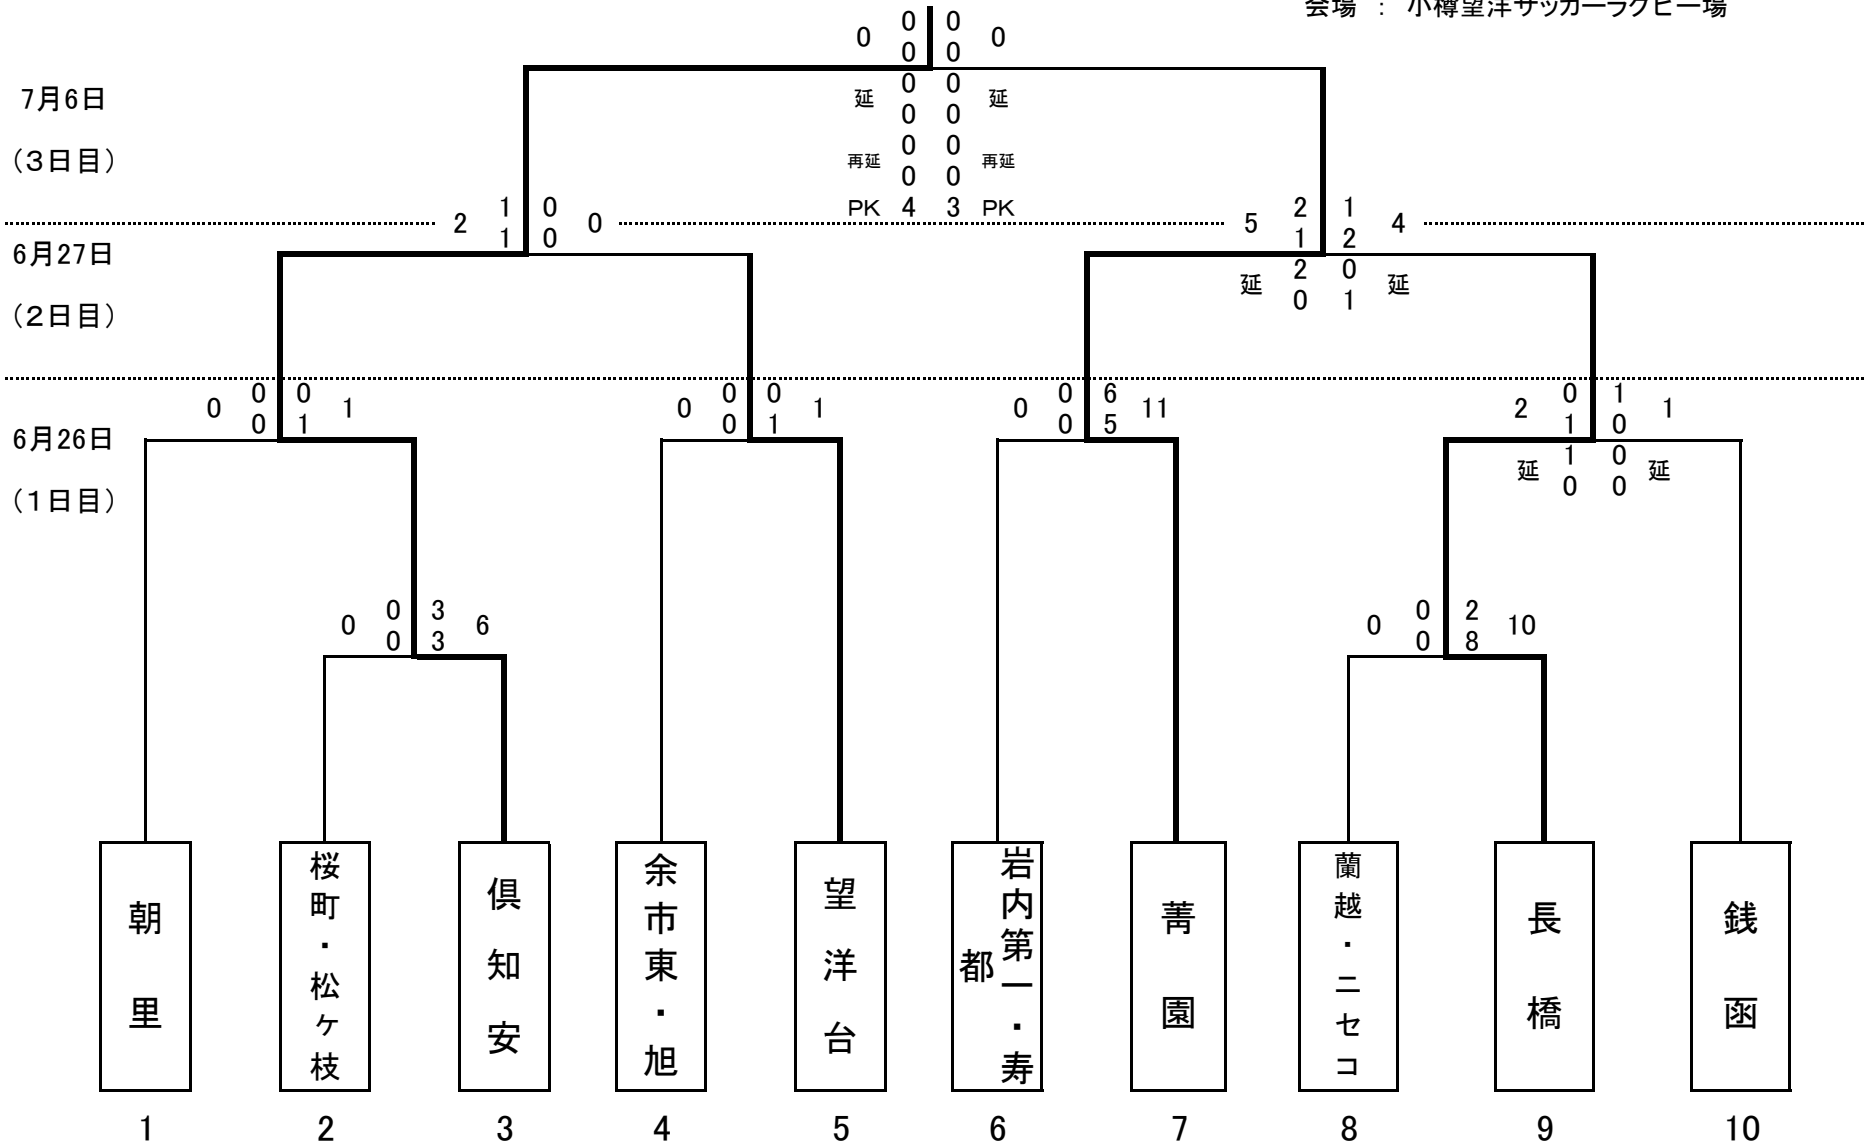 会場 ： 小樽望洋サッカーラグビー場
0 0 0 0
0 0
7月6日 延 0 0 延
0 0
（3日目） 再延 0 0 再延
0 0
PK 4 3 PK
2 1 0 0
1 0
5 2 1 4
1 2
延 2 0 延
0 1
6月27日
（2日目）
0 0 0 1
0 1
0 0 0 1
0 1
0 0 6 11
0 5
2 0 1 1
1 0
延 1 0 延
0 0
6月26日
（1日目）
0 0 3 6
0 3
0 0 2 10
0 8
朝里
桜町・松ヶ枝
倶知安
余市東・旭
望洋台
岩内第一・寿
都
菁園
蘭越・ニセコ
長橋
銭函
1 2 3 4 5 6 7 8 9 10